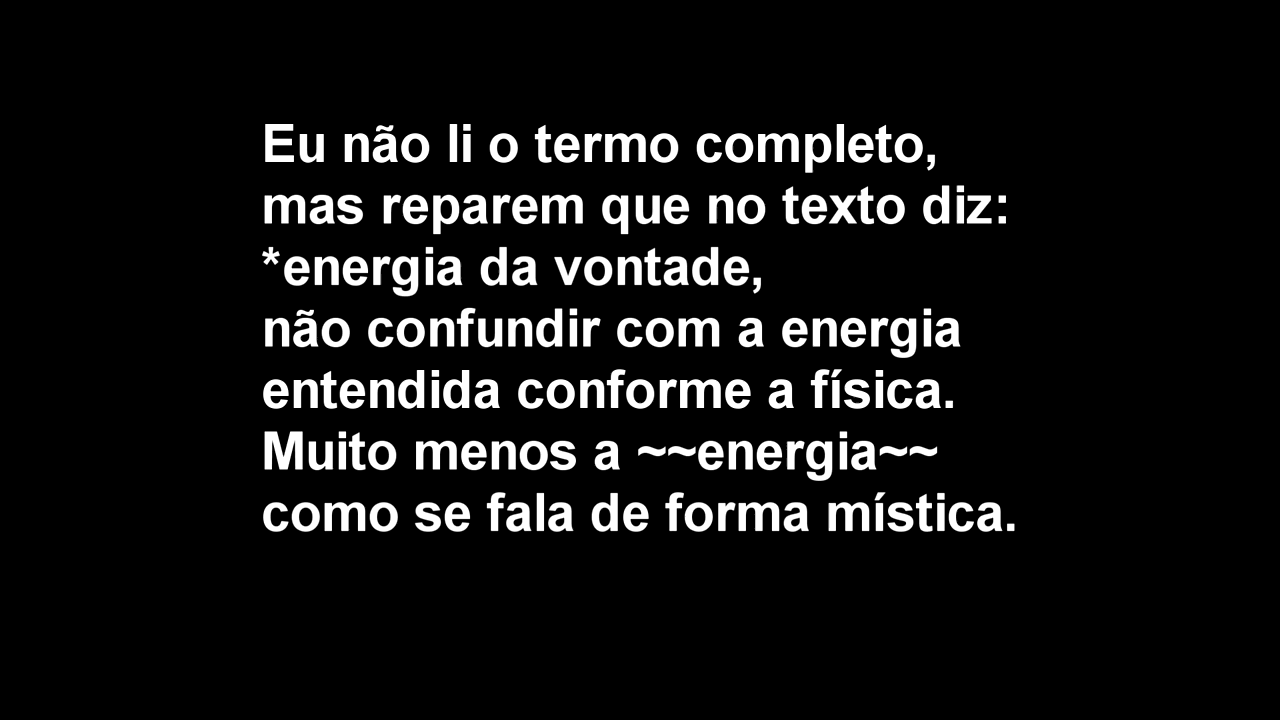 Eu não li o termo completo,
mas reparem que no texto diz:
*energia da vontade,
não confundir com a energia
entendida conforme a física.
Muito menos a ~~energia~~
como se fala de forma mística.